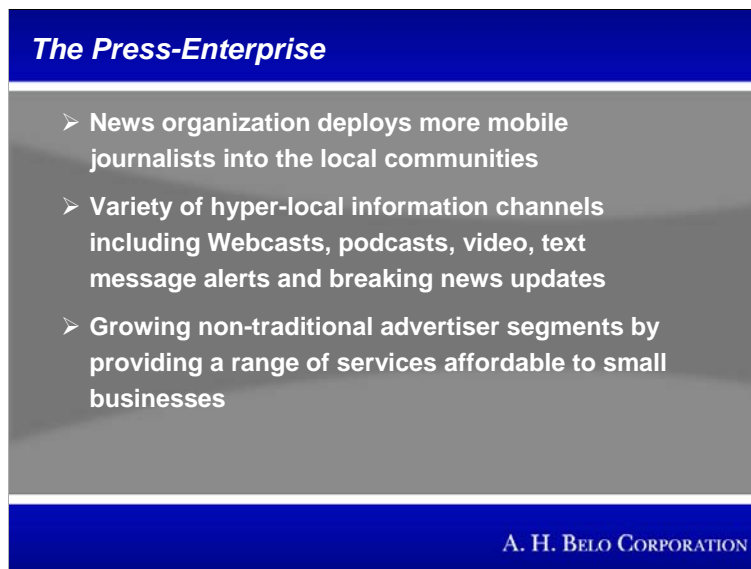 The Press-Enterprise
➢ News organization deploys more mobile
journalists into the local communities
➢ Variety of hyper-local information channels
including Webcasts, podcasts, video, text
message alerts and breaking news updates
➢ Growing non-traditional advertiser segments by
providing a range of services affordable to small
businesses
A. H. BELO CORPORATION